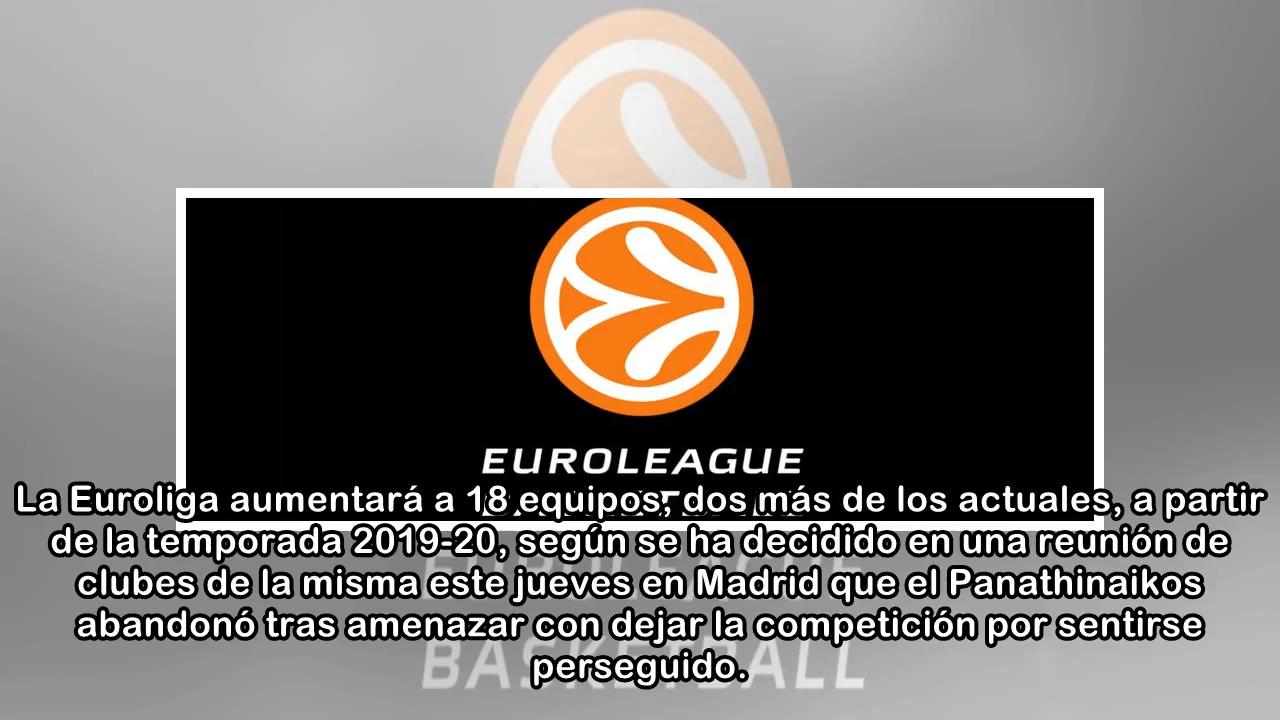 EUROLEAGUE
La Euroliga aumentará a 18 equipos, dos más de los actuales, a partir
de la temporada 2019-20, según se ha decidido en una reunión de
clubes de la misma este jueves en Madrid que el Panathinaikos
abandonó tras amenazar con dejar la competición por sentirse
perseguido.
BASKETBALL